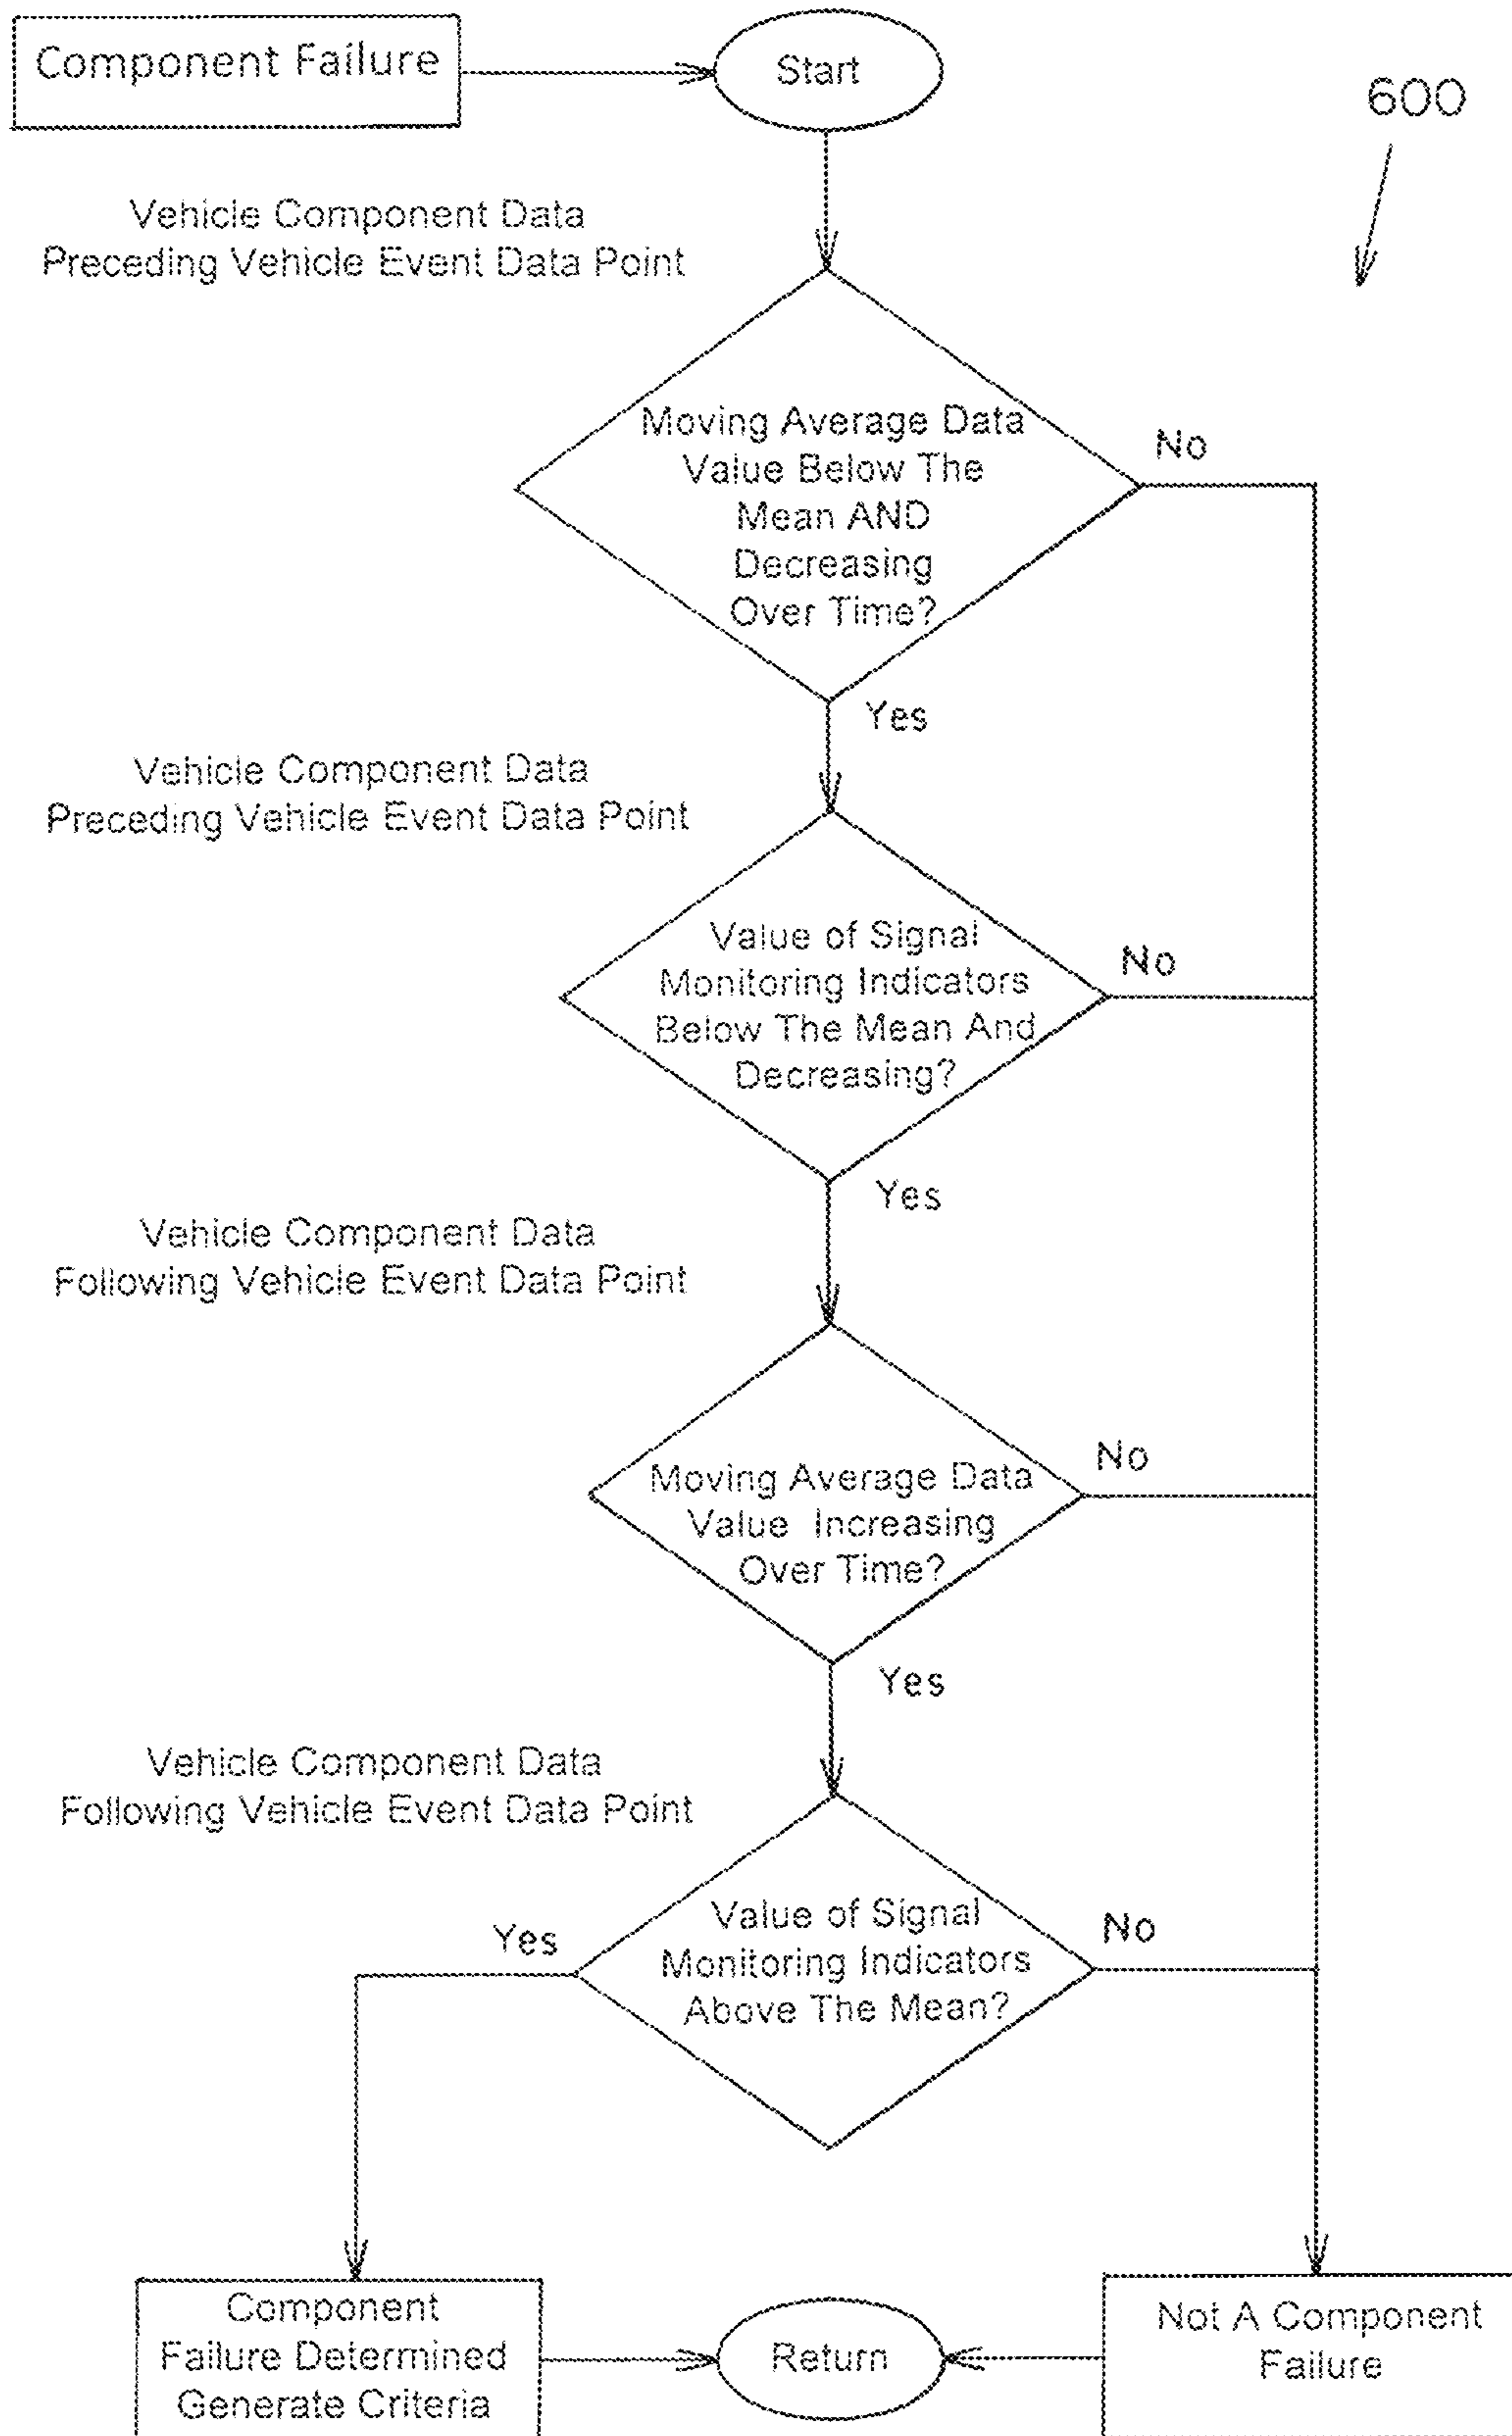 Component Failure
Start
600
Vehicle Component Data
Preceding Vehicle Event Data Point
Moving Average Data
Value Below The
Mean AND
Decreasing
Over Time?
No
Yes
Vehicle Component Data
Preceding Vehicle Event Data Point
Value of Signal
Monitoring Indicators
Below The Mean And
Decreasing?
No
Yes
Vehicle Component Data
Following Vehicle Event Data Point
Moving Average Data
Value Increasing
Over Time?
No
Yes
Vehicle Component Data
Following Vehicle Event Data Point
Value of Signal
Monitoring Indicators
Above The Mean?
Yes
No
Component
Failure Determined
Generate Criteria
Return
Not A Component
Failure